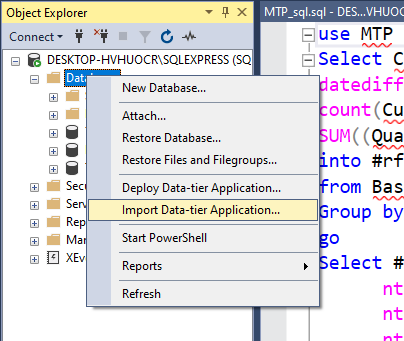 Object Explorer
Connect
DESKTOP-HVHUOCR\SQLEXPRESS (SQ
Datab
New Database...
Attach...
Restore Database...
Restore Files and Filegroups...
Deploy Data-tier Application...
Import Data-tier Application...
Start PowerShell
Reports
Refresh
Secu
Serv
Rep
Mar
XEv
MTP_sql.sql - DES...VHUOCR
use MTP
Select C
datediff
count(Cu
SUM((Qua
into #rf
from Bas
Group by
go
Select #
nt
nt
nt